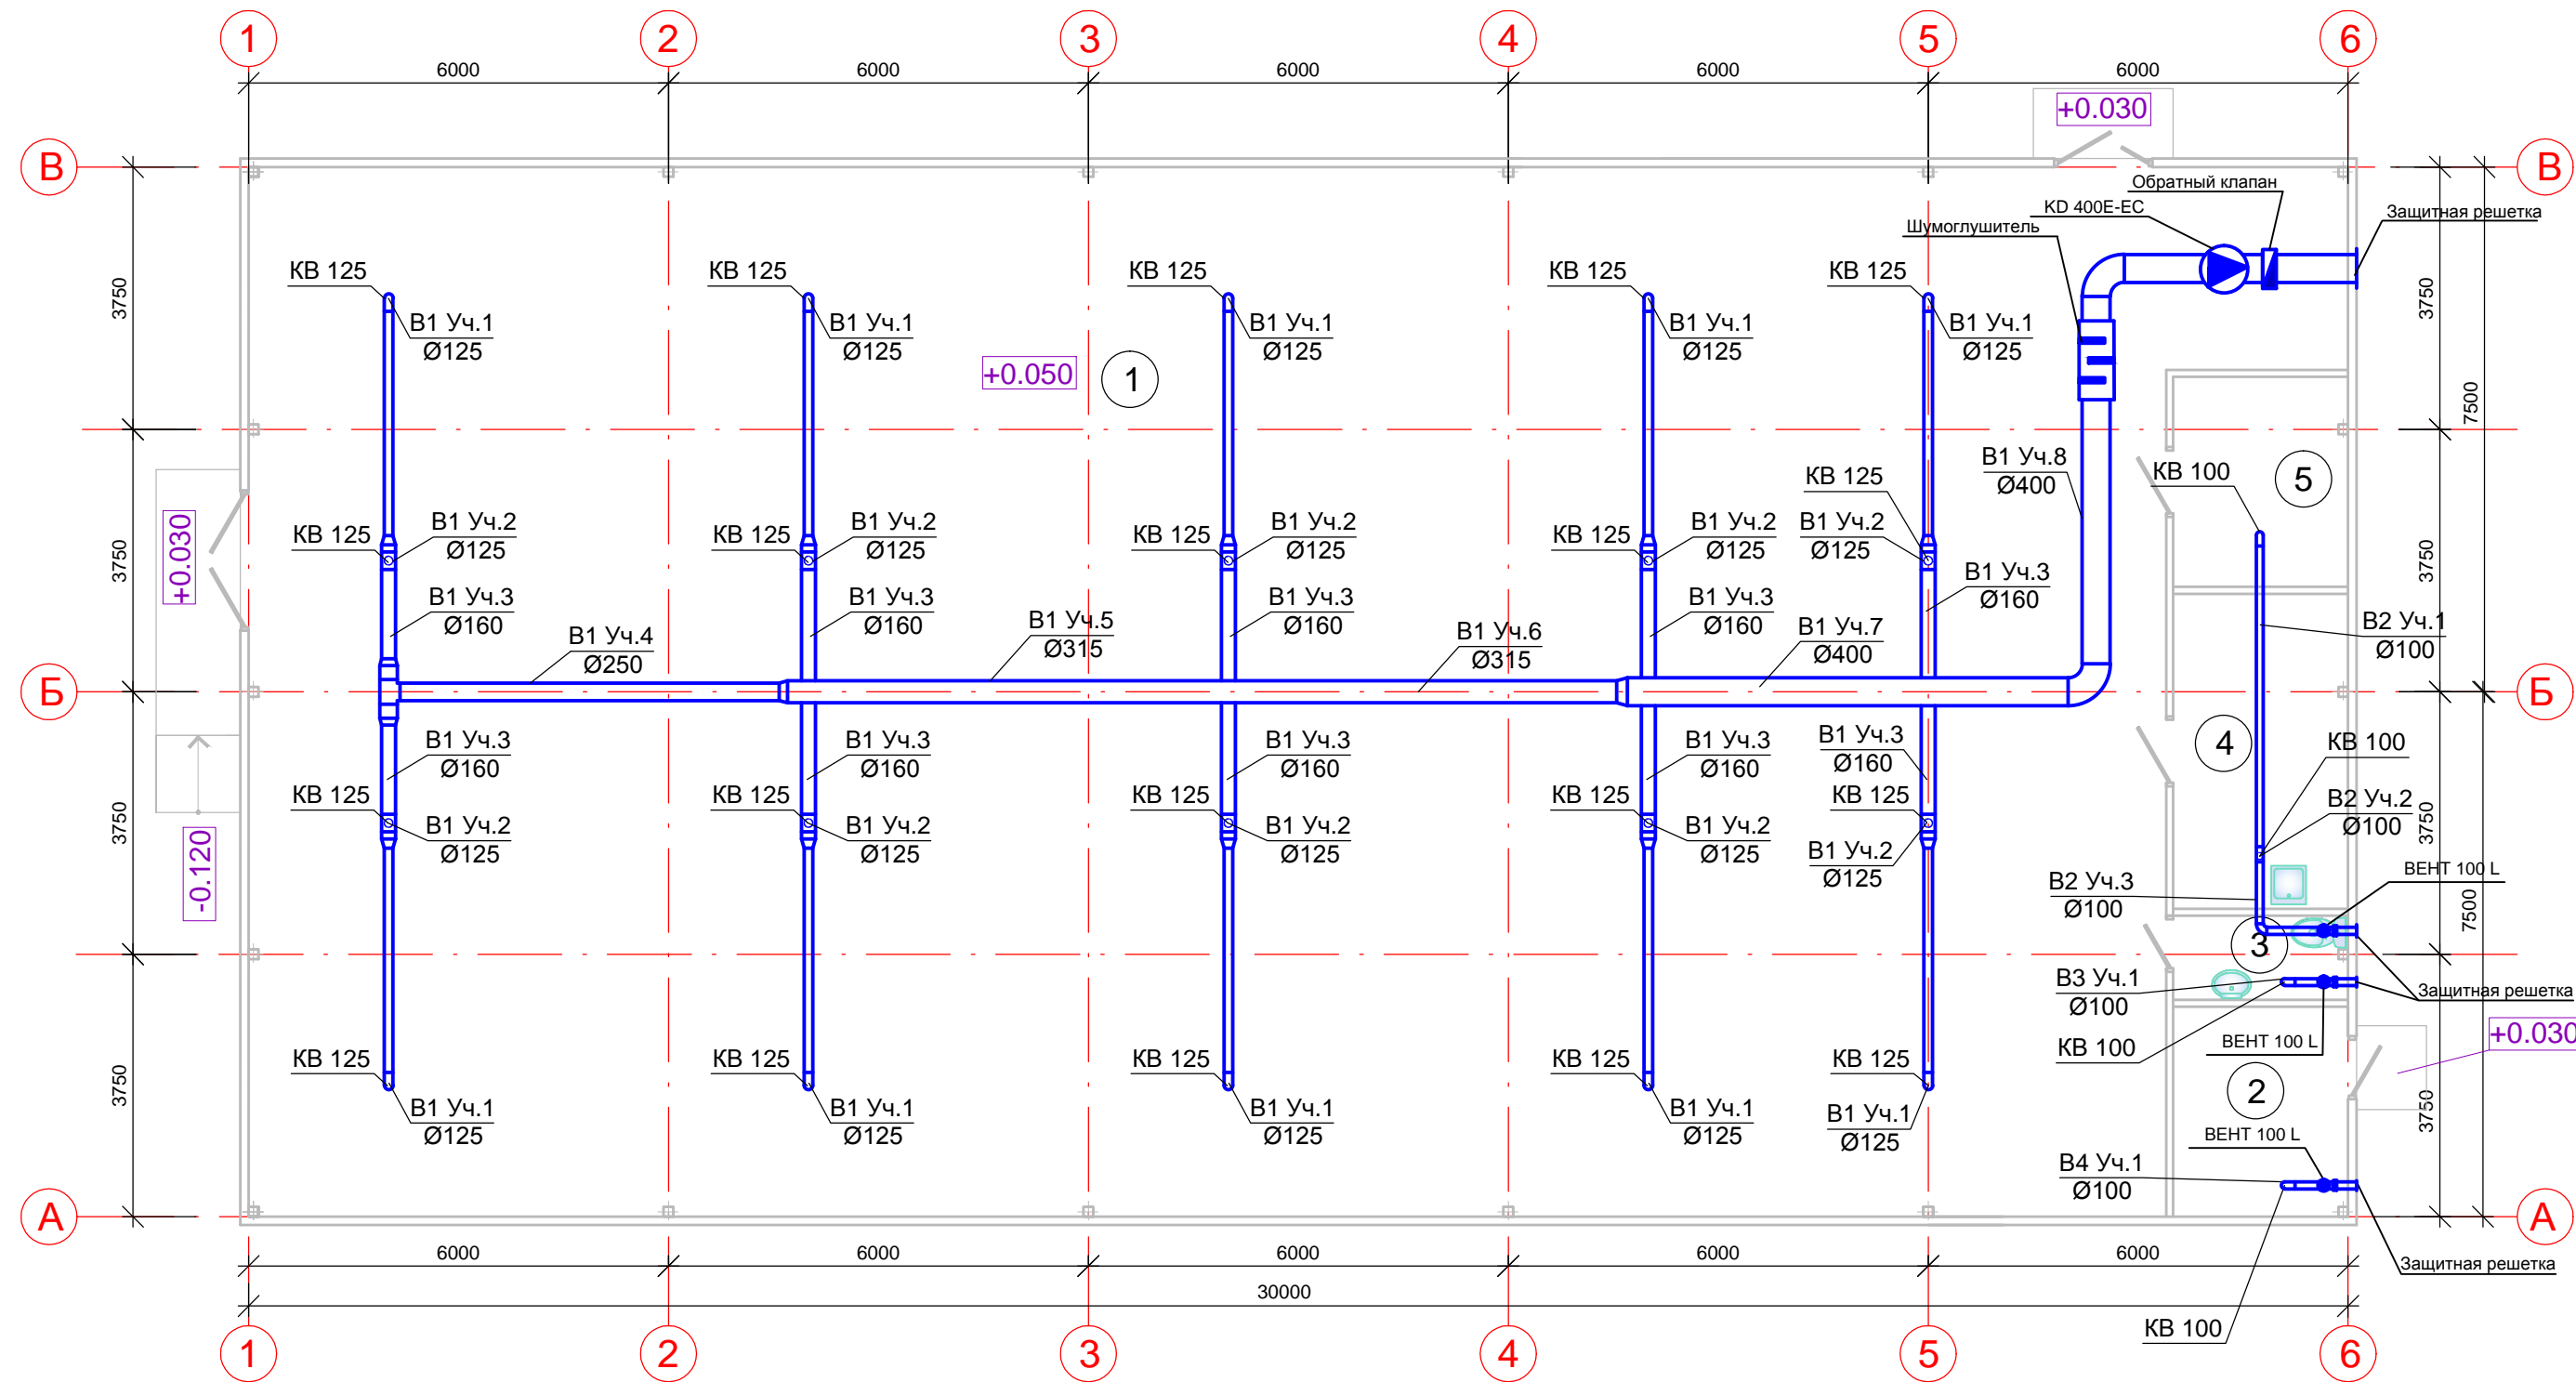 1 2 3 4 5 6
6000 6000 6000 6000 6000
+0.030
В В
Обратный клапан
KD 400E-EC
Защитная решетка
Шумоглушитель
КВ 125 КВ 125 КВ 125 КВ 125 КВ 125
3750 3750
В1 Уч.1 В1 Уч.1 В1 Уч.1 В1 Уч.1 В1 Уч.1
Ø125 Ø125 Ø125 Ø125 Ø125
+0.050 1
7500
В1 Уч.8
Ø400
КВ 100 5
КВ 125
КВ 125 КВ 125 КВ 125 КВ 125
В1 Уч.2 В1 Уч.2 В1 Уч.2 В1 Уч.2 В1 Уч.2
Ø125 Ø125 Ø125 Ø125 Ø125
+0.030
3750 3750
В1 Уч.3 В1 Уч.3 В1 Уч.3 В1 Уч.3 В1 Уч.3
Ø160 Ø160 Ø160 Ø160 Ø160
В1 Уч.4 В1 Уч.5 В1 Уч.6 В1 Уч.7
Ø250 Ø315 Ø315 Ø400
В2 Уч.1
Ø100
Б Б
4
КВ 100
В1 Уч.3 В1 Уч.3 В1 Уч.3 В1 Уч.3 В1 Уч.3
Ø160 Ø160 Ø160 Ø160 Ø160
КВ 125 КВ 125 КВ 125 КВ 125 КВ 125
В2 Уч.2
Ø100
3750 3750
В1 Уч.2 В1 Уч.2 В1 Уч.2 В1 Уч.2 В1 Уч.2
Ø125 Ø125 Ø125 Ø125 Ø125
-0.120
ВЕНТ 100 L
В2 Уч.3
Ø100
7500
3
В3 Уч.1
Ø100
Защитная решетка
+0.030
КВ 100
ВЕНТ 100 L
КВ 125 КВ 125 КВ 125 КВ 125 КВ 125
3750 3750
2
В1 Уч.1 В1 Уч.1 В1 Уч.1 В1 Уч.1 В1 Уч.1
Ø125 Ø125 Ø125 Ø125 Ø125
ВЕНТ 100 L
В4 Уч.1
Ø100
А А
6000 6000 6000 6000 6000
Защитная решетка
30000
КВ 100
1 2 3 4 5 6